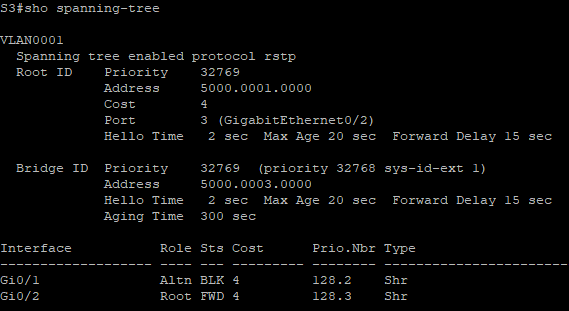 S3#sho spanning-tree
VLAN0001
  Spanning tree enabled protocol rstp
  Root ID    Priority    32769
             Address     5000.0001.0000
             Cost        4
             Port        3 (GigabitEthernet0/2)
             Hello Time   2 sec  Max Age 20 sec  Forward Delay 15 sec
  Bridge ID  Priority    32769  (priority 32768 sys-id-ext 1)
             Address     5000.0003.0000
             Hello Time   2 sec  Max Age 20 sec  Forward Delay 15 sec
             Aging Time  300 sec
Interface           Role Sts Cost      Prio.Nbr Type
------------------- ---- --- --------- -------- --------------------------------
Gi0/1               Altn BLK 4         128.2    Shr
Gi0/2               Root FWD 4         128.3    Shr